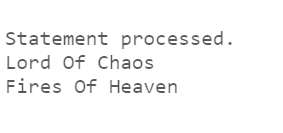 Statement processed.
Lord Of Chaos
Fires Of Heaven